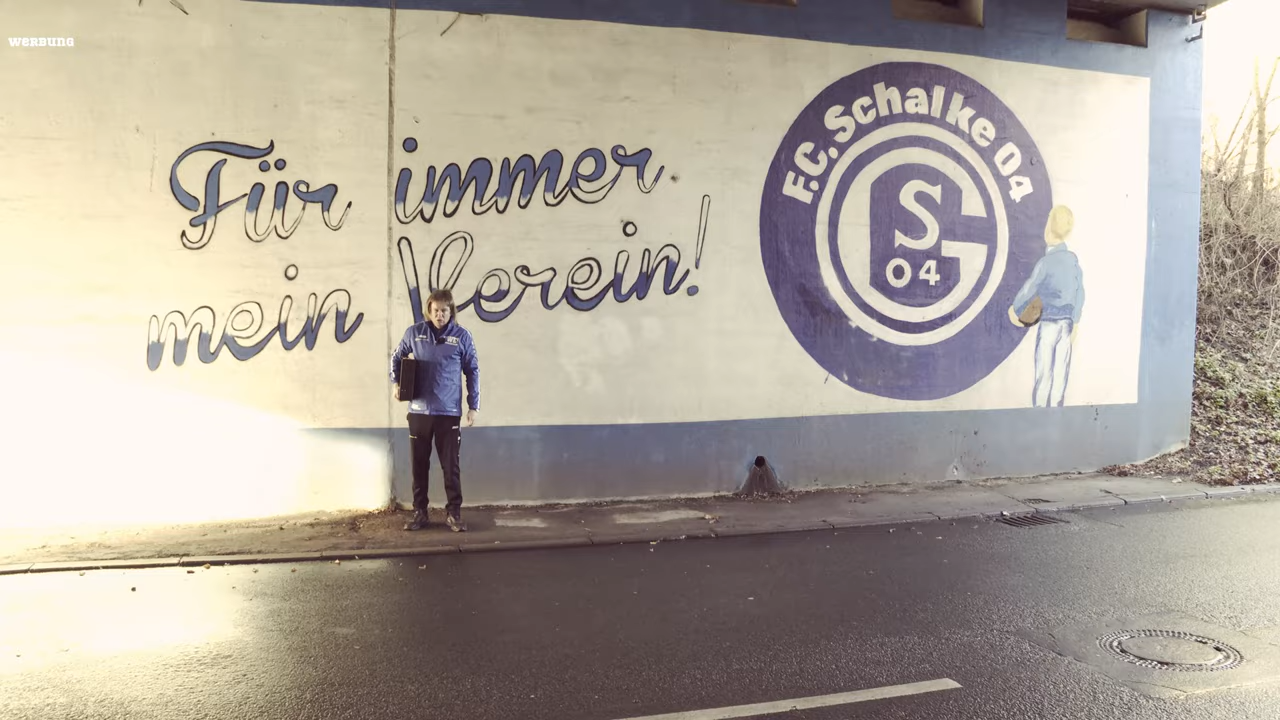 WERBUNG
Für immer
mein Verein!
F.C. Schalke 04
S
G
04